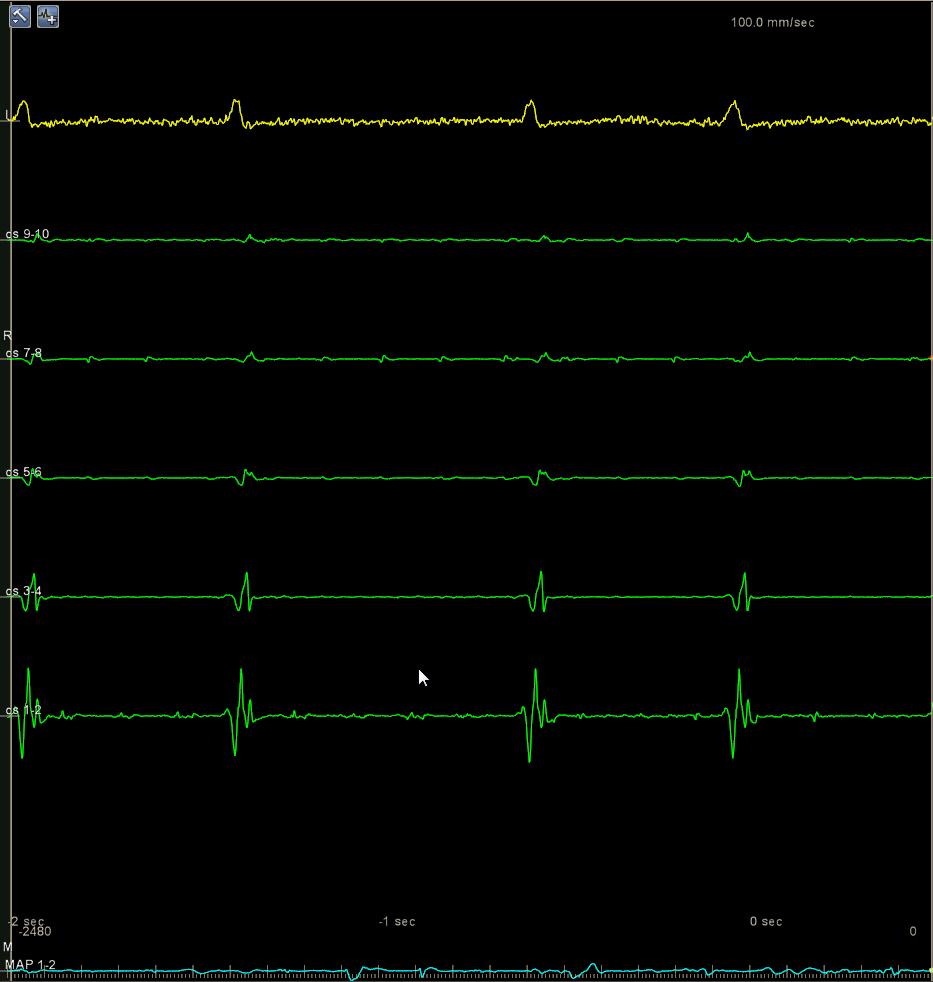 100.0 mm/sec
cs 9-10
R
cs 7-8
cs 5-6
cs 3-4
cs 1-2
-2 sec
-1 sec
0 sec
-2480
0
M
MAP 1-2